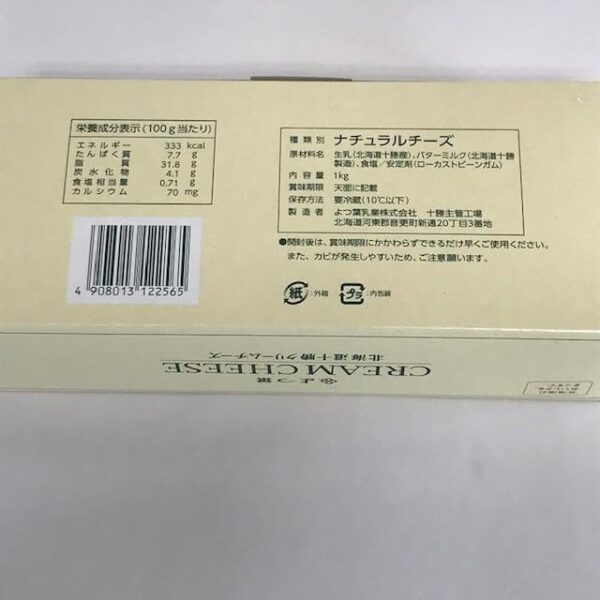 栄養成分表示(100g当たり)
エネルギー 333 kcal
たんぱく質 7.7 g
脂質 31.8 g
炭水化物 4.1 g
食塩相当量 0.71 g
カルシウム 70 mg
4 908013 122565
種類別 ナチュラルチーズ
原材料名 生乳(北海道十勝産)、バターミルク(北海道十勝
製造)、食塩/安定剤(ローカストビーンガム)
内容量 1kg
賞味期限 天面に記載
保存方法 要冷蔵(10℃以下)
製造者 よつ葉乳業株式会社 十勝主管工場
北海道河東郡音更町新通20丁目3番地
●開封後は、賞味期限にかかわらずできるだけ早くご使用ください。
また、カビが発生しやすいため、ご注意願います。
紙 :外箱
プラ :内包装
よつ葉
CREAM CHEESE
北海道十勝クリームチーズ